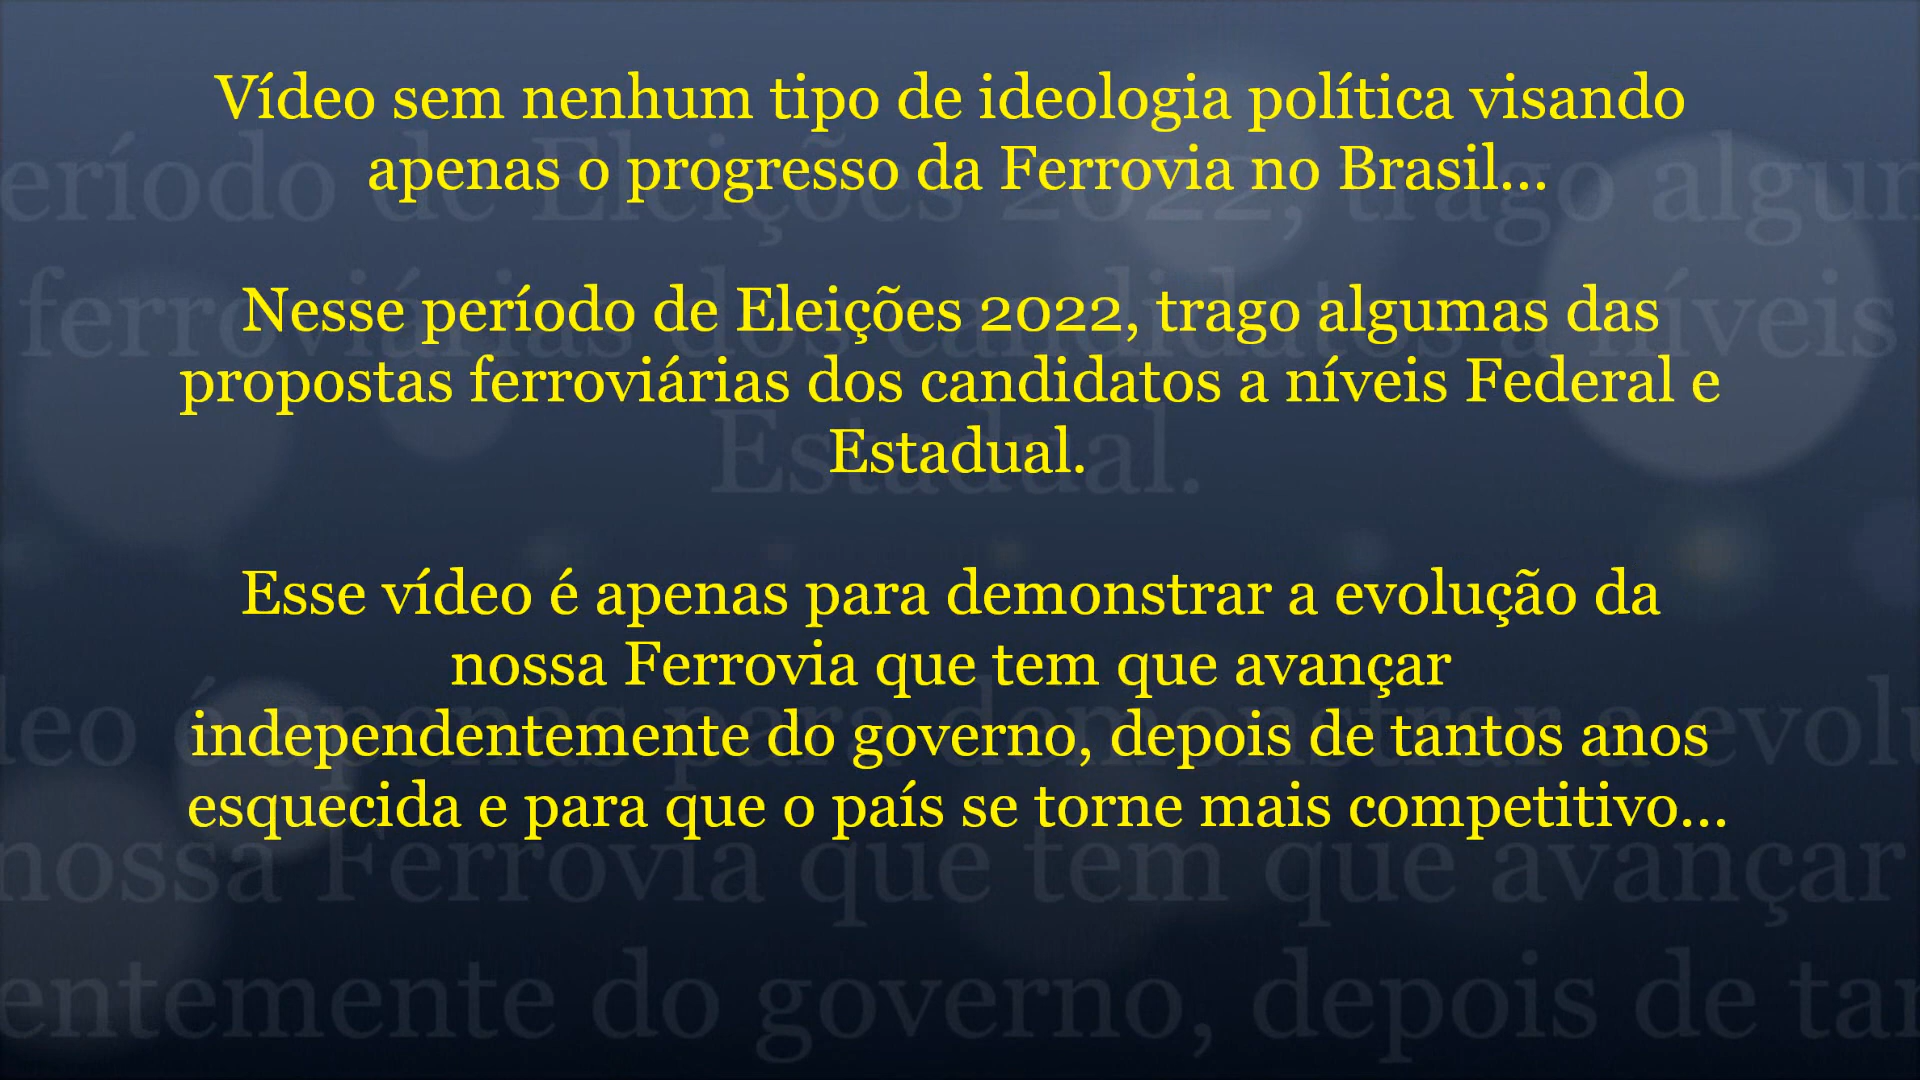 Vídeo sem nenhum tipo de ideologia política visando
apenas o progresso da Ferrovia no Brasil...
Nesse período de Eleições 2022, trago algumas das
propostas ferroviárias dos candidatos a níveis Federal e
Estadual.
Esse vídeo é apenas para demonstrar a evolução da
nossa Ferrovia que tem que avançar
independentemente do governo, depois de tantos anos
esquecida e para que o país se torne mais competitivo...